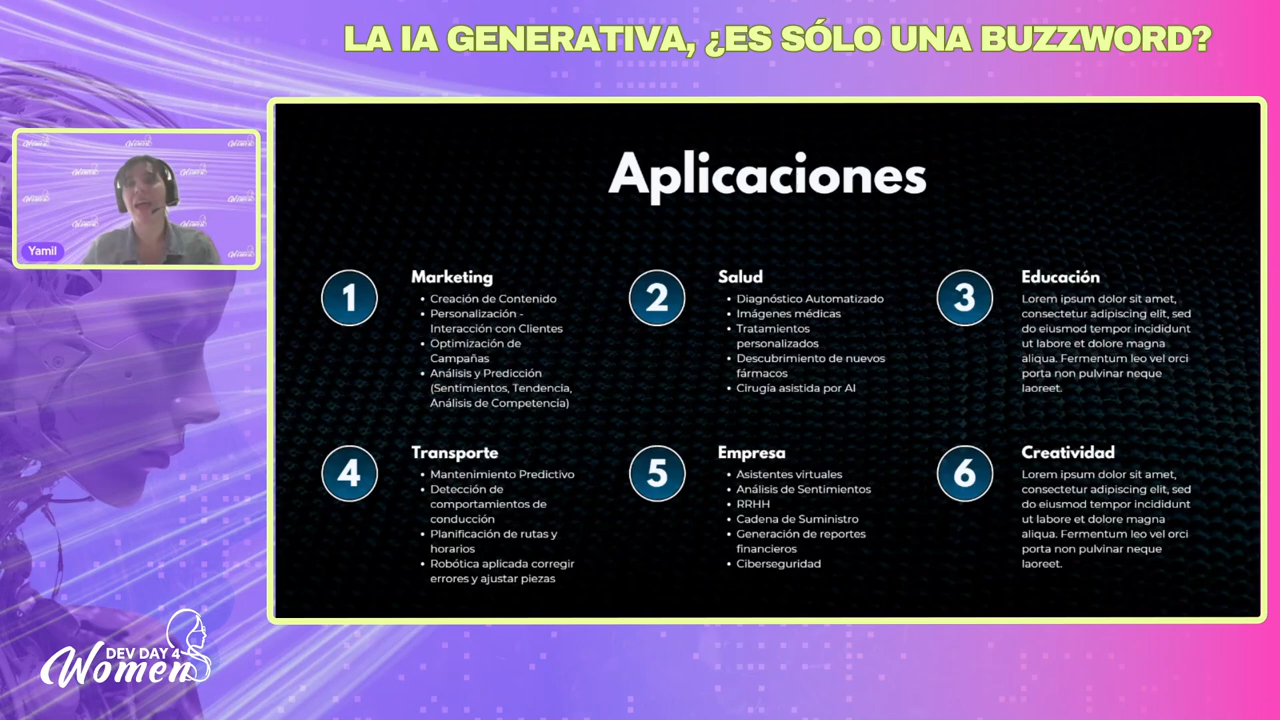 LA IA GENERATIVA, ¿ES SÓLO UNA BUZZWORD?
Yamil
Aplicaciones
1
Marketing
• Creación de Contenido
• Personalización -
Interacción con Clientes
• Optimización de
Campañas
• Análisis y Predicción
(Sentimientos, Tendencia,
Análisis de Competencia)
2
Salud
• Diagnóstico Automatizado
• Imágenes médicas
• Tratamientos
personalizados
• Descubrimiento de nuevos
fármacos
• Cirugía asistida por AI
3
Educación
Lorem ipsum dolor sit amet,
consectetur adipiscing elit, sed
do eiusmod tempor incididunt
ut labore et dolore magna
aliqua. Fermentum leo vel orci
porta non pulvinar neque
laoreet.
4
Transporte
• Mantenimiento Predictivo
• Detección de
comportamientos de
conducción
• Planificación de rutas y
horarios
• Robótica aplicada corregir
errores y ajustar piezas
5
Empresa
• Asistentes virtuales
• Análisis de Sentimientos
• RRHH
• Cadena de Suministro
• Generación de reportes
financieros
• Ciberseguridad
6
Creatividad
Lorem ipsum dolor sit amet,
consectetur adipiscing elit, sed
do eiusmod tempor incididunt
ut labore et dolore magna
aliqua. Fermentum leo vel orci
porta non pulvinar neque
laoreet.
DEV DAY 4
Women